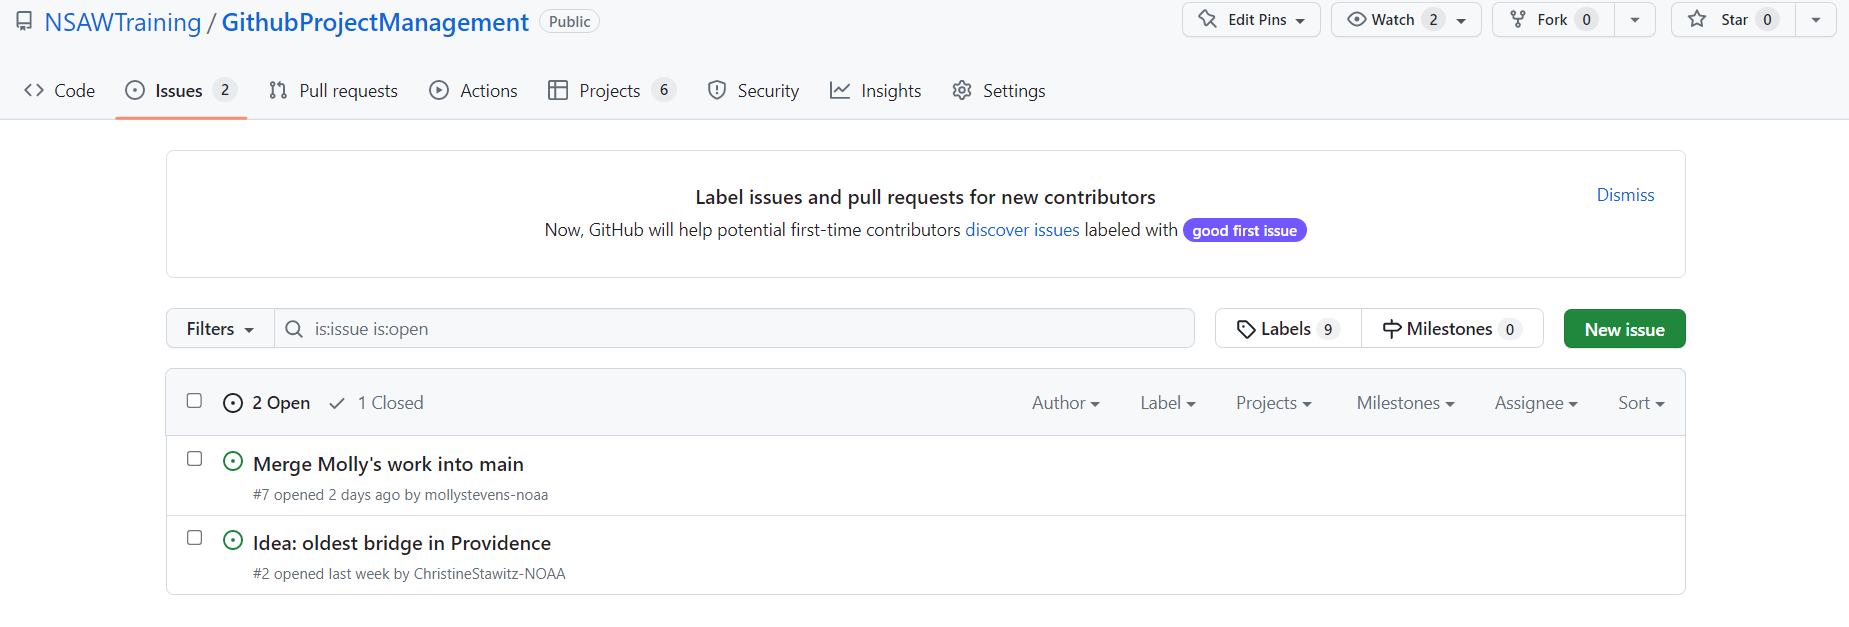 NSAWTraining / GithubProjectManagement Public Edit Pins Watch 2 Fork 0 Star 0
Code Issues 2 Pull requests Actions Projects 6 Security Insights Settings
Label issues and pull requests for new contributors
Dismiss
Now, GitHub will help potential first-time contributors discover issues labeled with good first issue
Filters is:issue is:open Labels 9 Milestones 0 New issue
2 Open 1 Closed Author Label Projects Milestones Assignee Sort
Merge Molly's work into main
#7 opened 2 days ago by mollystevens-noaa
Idea: oldest bridge in Providence
#2 opened last week by ChristineStawitz-NOAA